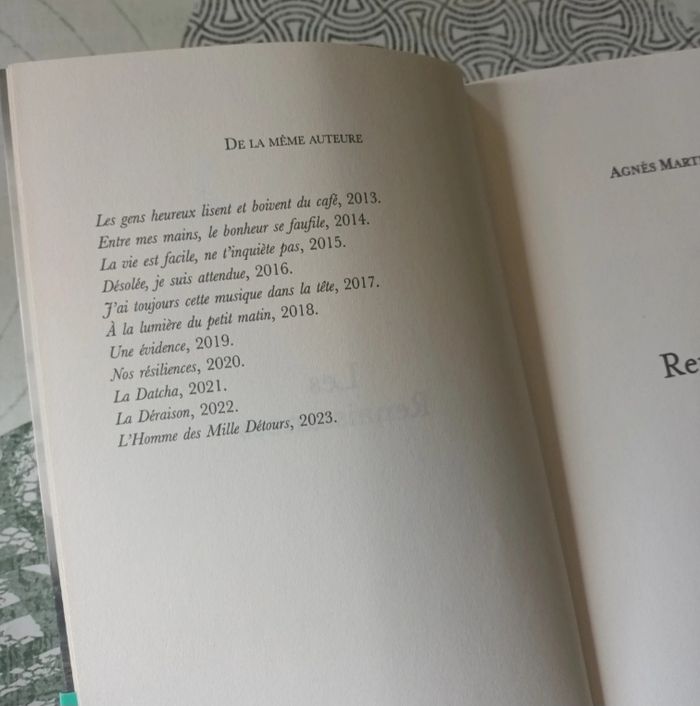 DE LA MÊME AUTEURE
Les gens heureux lisent et boivent du café, 2013.
Entre mes mains, le bonheur se faufile, 2014.
La vie est facile, ne t'inquiète pas, 2015.
Désolée, je suis attendue, 2016.
J'ai toujours cette musique dans la tête, 2017.
À la lumière du petit matin, 2018.
Une évidence, 2019.
Nos résiliences, 2020.
La Datcha, 2021.
La Déraison, 2022.
L'Homme des Mille Détours, 2023.
AGNÈS
Les